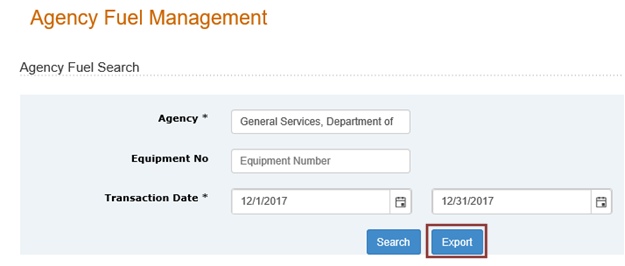 Agency Fuel Management
Agency Fuel Search
Agency * General Services, Department of
Equipment No Equipment Number
Transaction Date * 12/1/2017 12/31/2017
Search Export